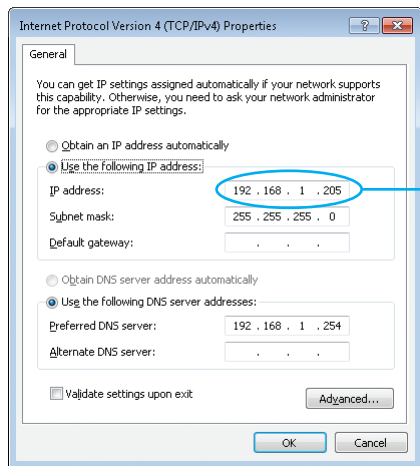 Internet Protocol Version 4 (TCP/IPv4) Properties
General
You can get IP settings assigned automatically if your network supports
this capability. Otherwise, you need to ask your network administrator
for the appropriate IP settings.
Obtain an IP address automatically
Use the following IP address:
IP address: 192 . 168 . 1 . 205
Subnet mask: 255 . 255 . 255 . 0
Default gateway: . . .
Obtain DNS server address automatically
Use the following DNS server addresses:
Preferred DNS server: 192 . 168 . 1 . 254
Alternate DNS server: . . .
Validate settings upon exit
Advanced...
OK Cancel